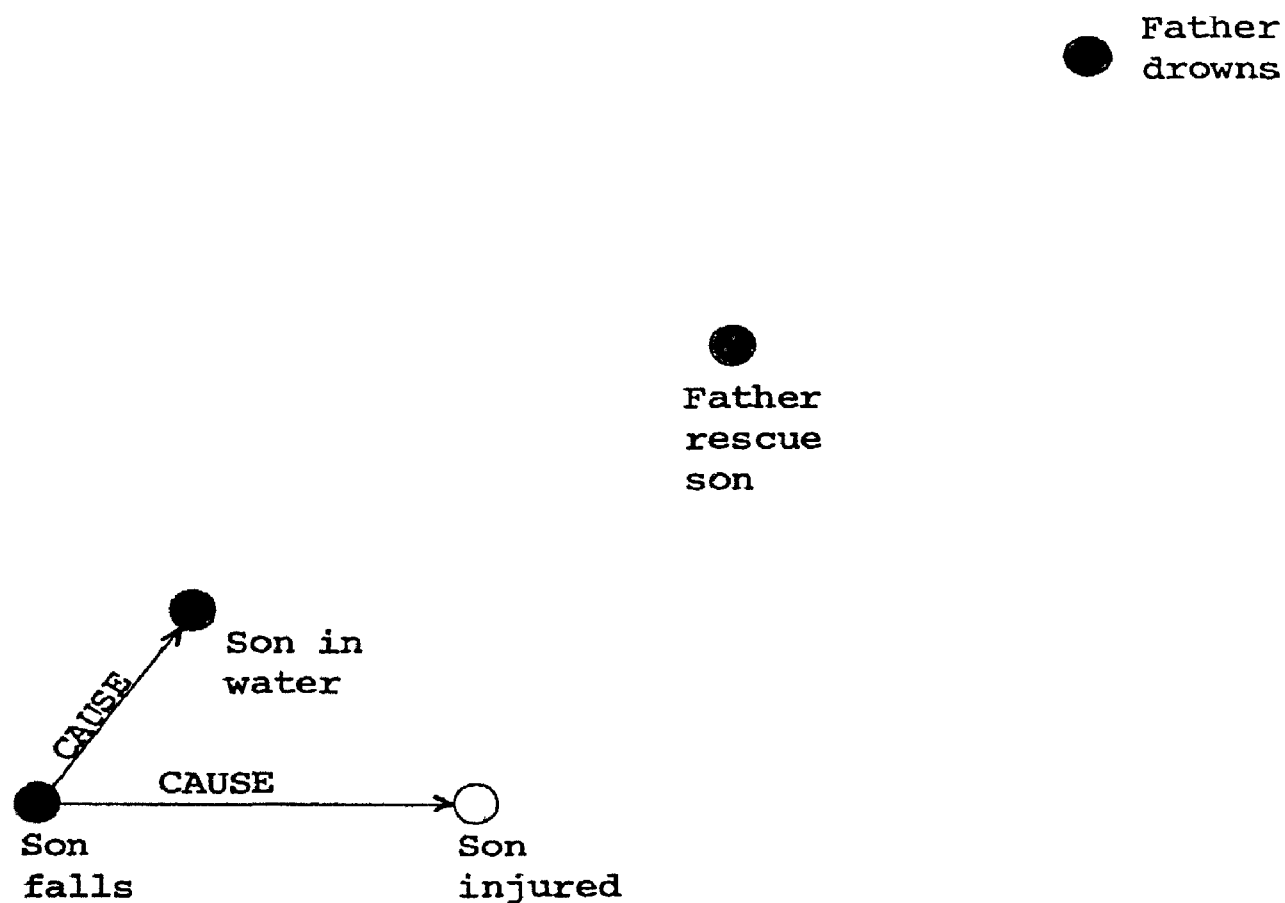 Father
drowns
Father
rescue
son
Son in
water
CAUSE
CAUSE
Son
falls
Son
injured